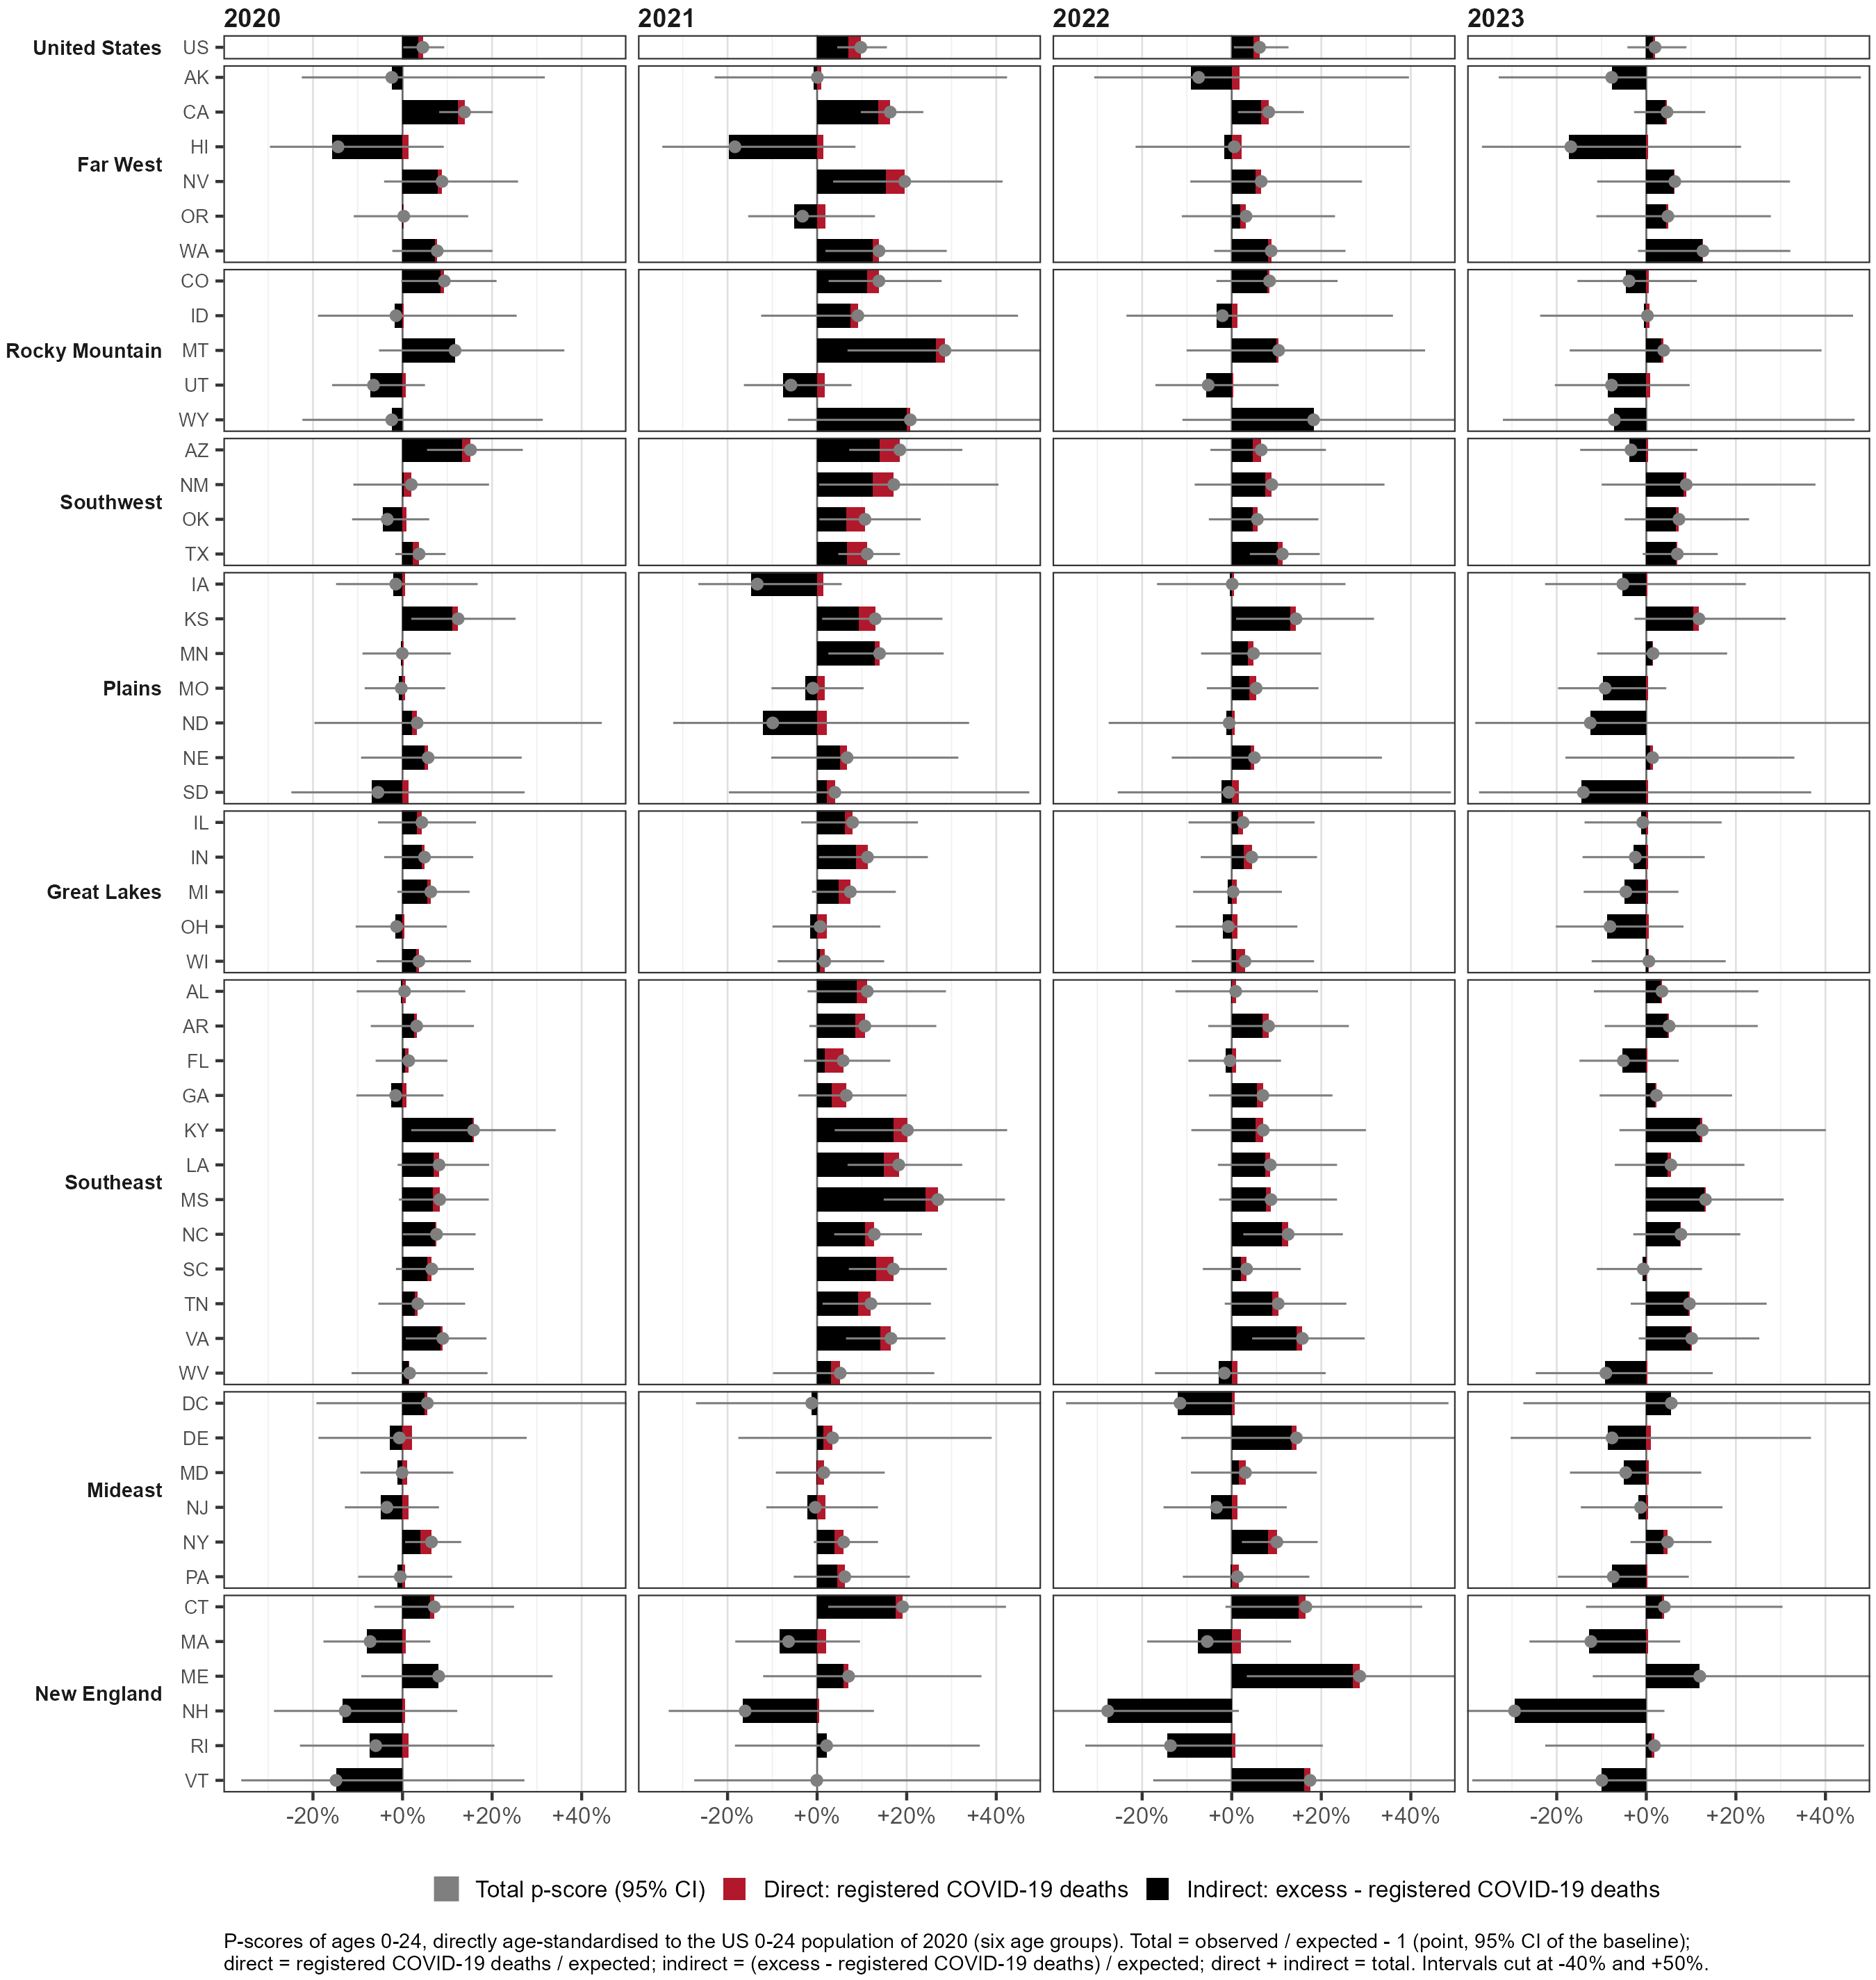 2020 2021 2022 2023
United States US
Far West AK
CA
HI
NV
OR
WA
Rocky Mountain CO
ID
MT
UT
WY
Southwest AZ
NM
OK
TX
Plains IA
KS
MN
MO
ND
NE
SD
Great Lakes IL
IN
MI
OH
WI
Southeast AL
AR
FL
GA
KY
LA
MS
NC
SC
TN
VA
WV
Mideast DC
DE
MD
NJ
NY
PA
New England CT
MA
ME
NH
RI
VT
-20% +0% +20% +40% -20% +0% +20% +40% -20% +0% +20% +40% -20% +0% +20% +40%
Total p-score (95% CI) Direct: registered COVID-19 deaths Indirect: excess - registered COVID-19 deaths
P-scores of ages 0-24, directly age-standardised to the US 0-24 population of 2020 (six age groups). Total = observed / expected - 1 (point, 95% CI of the baseline);
direct = registered COVID-19 deaths / expected; indirect = (excess - registered COVID-19 deaths) / expected; direct + indirect = total. Intervals cut at -40% and +50%.